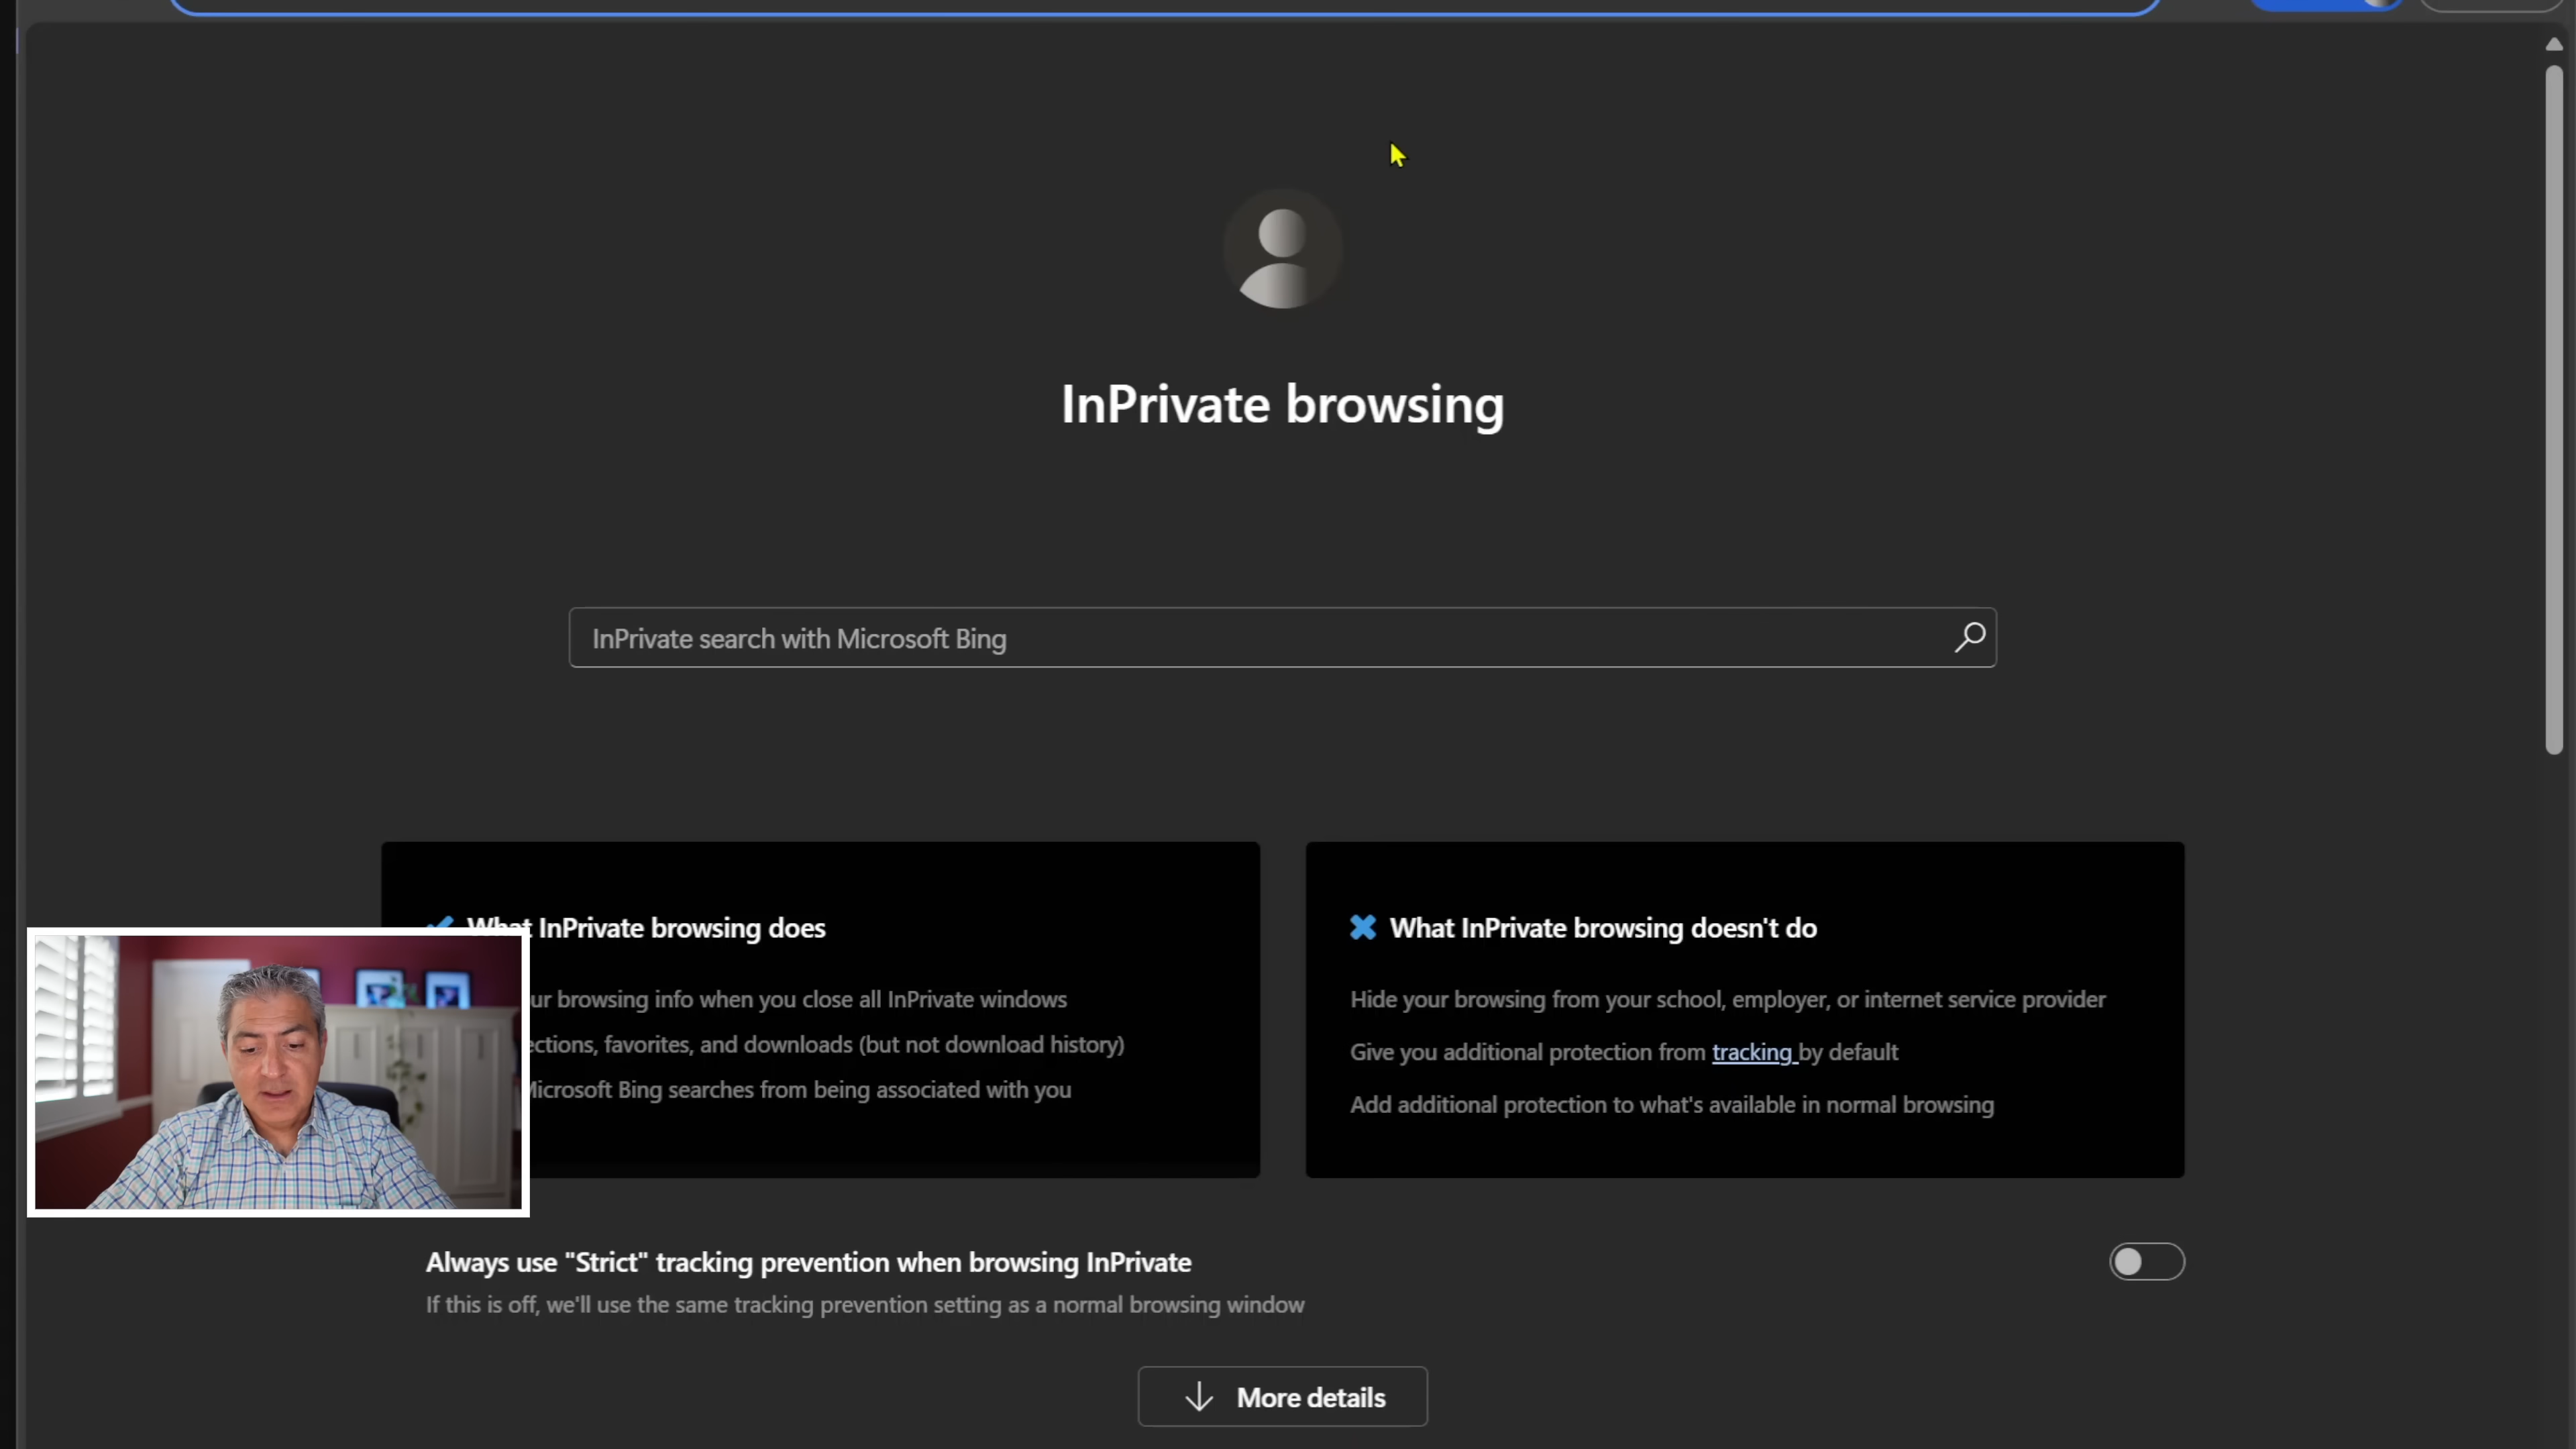 InPrivate browsing
InPrivate search with Microsoft Bing
What InPrivate browsing does
browsing info when you close all InPrivate windows
favorites, and downloads (but not download history)
Microsoft Bing searches from being associated with you
What InPrivate browsing doesn't do
Hide your browsing from your school, employer, or internet service provider
Give you additional protection from tracking by default
Add additional protection to what's available in normal browsing
Always use "Strict" tracking prevention when browsing InPrivate
If this is off, we'll use the same tracking prevention setting as a normal browsing window
More details